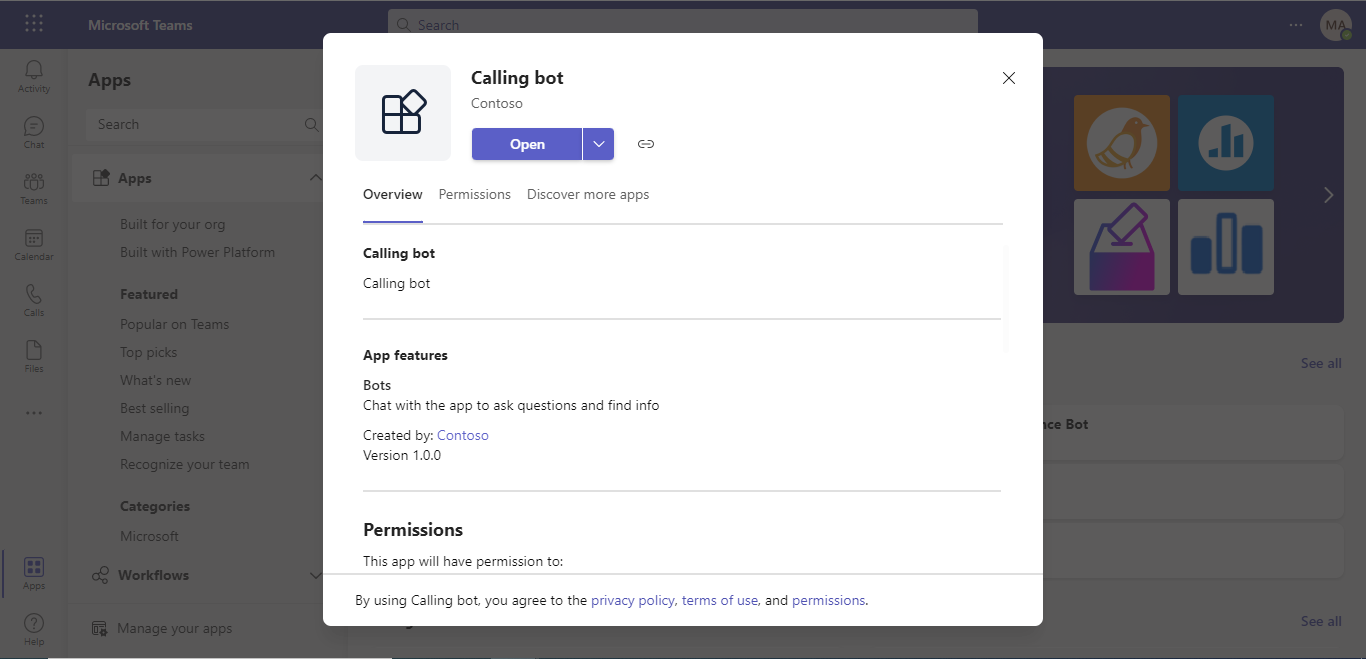 Microsoft Teams
Search
MA
Activity
Chat
Teams
Calendar
Calls
Files
Apps
Help
Apps
Search
Apps
Built for your org
Built with Power Platform
Featured
Popular on Teams
Top picks
What's new
Best selling
Manage tasks
Recognize your team
Categories
Microsoft
Workflows
Manage your apps
Calling bot
Contoso
Open
Overview Permissions Discover more apps
Calling bot
Calling bot
App features
Bots
Chat with the app to ask questions and find info
Created by: Contoso
Version 1.0.0
Permissions
This app will have permission to:
By using Calling bot, you agree to the privacy policy, terms of use, and permissions.
See all
Bot
See all